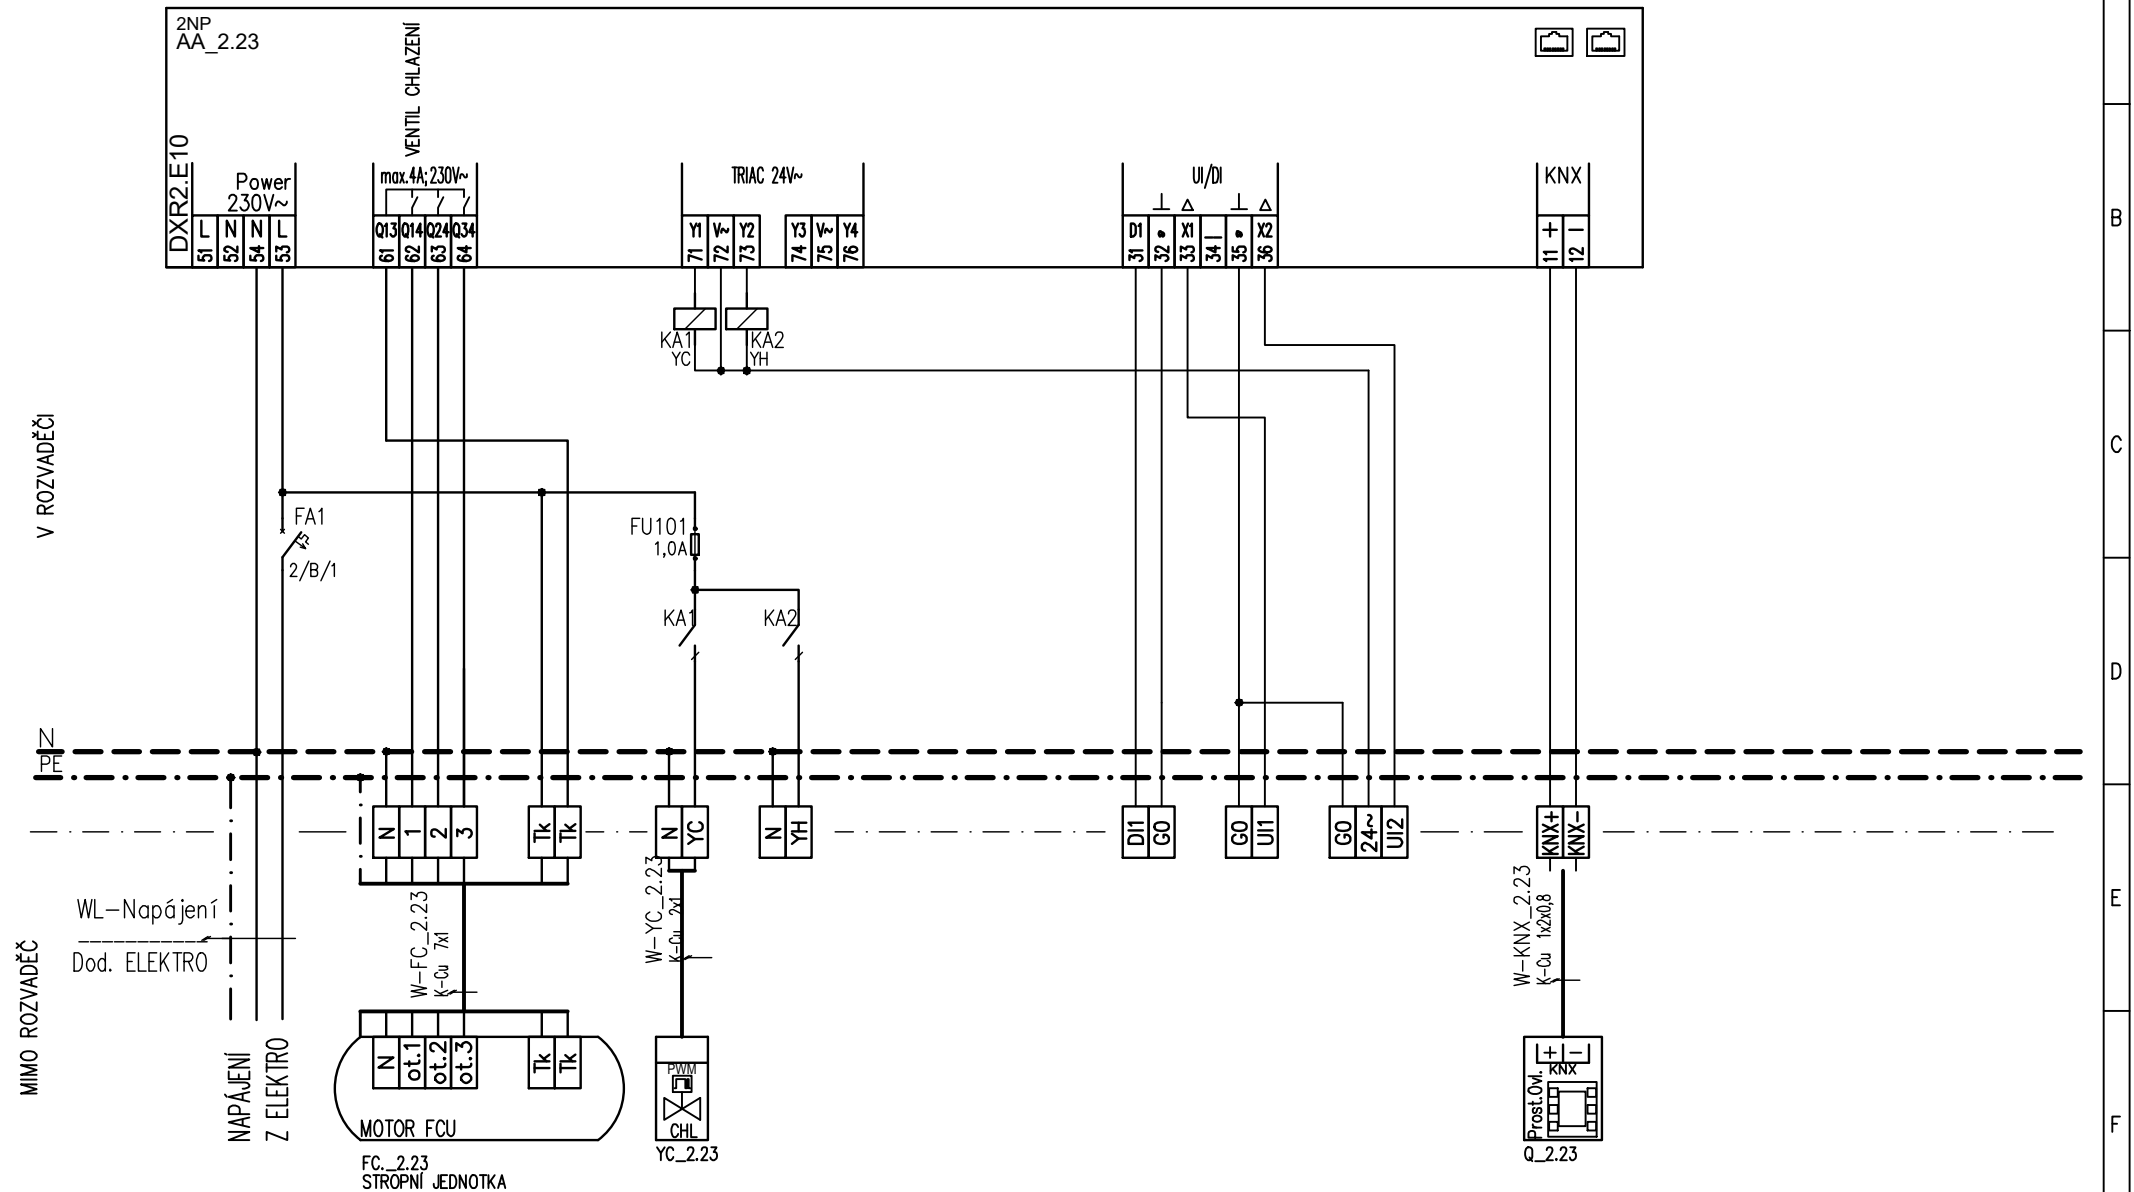 2NP
AA_2.23
VENTIL CHLAZENÍ
DXR2.E10
Power
230V~
max.4A;230V~
TRIAC 24V~
UI/DI
KNX
L N N L
51 52 54 53
Q13 Q14 Q24 Q34
61 62 63 64
Y1 V~ Y2
71 72 73
Y3 V~ Y4
74 75 76
D1 X1 X2
31 32 33 34 35 36
+ −
11 12
B
KA1
YC
KA2
YH
V ROZVADĚČI
C
FA1
2/B/1
FU101
1,0A
KA1
KA2
D
N
PE
N 1 2 3
Tk Tk
N YC
N YH
DI1 G0
G0 UI1
G0 24~ UI2
KNX+ KNX-
E
WL-Napájení
Dod. ELEKTRO
W-FC_2.23
K-Cu 7x1
W-YC_2.23
K-Cu 2x1
W-KNX_2.23
K-Cu 1x2x0,8
MIMO ROZVADĚČ
NAPÁJENÍ
Z ELEKTRO
N ot.1 ot.2 ot.3
Tk Tk
MOTOR FCU
FC._2.23
STROPNÍ JEDNOTKA
PWM
CHL
YC_2.23
+ −
KNX
Prost.Ovl.
Q_2.23
F